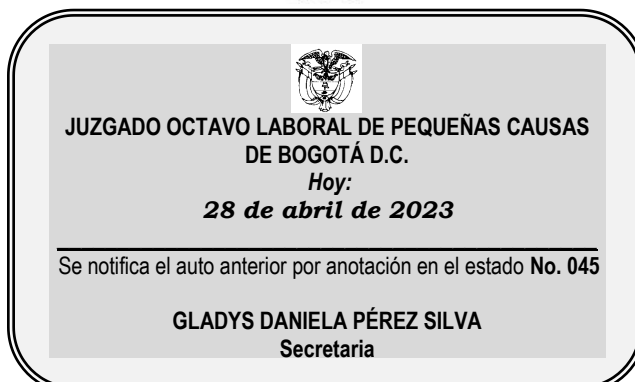 JUZGADO OCTAVO LABORAL DE PEQUEÑAS CAUSAS
DE BOGOTÁ D.C.
Hoy:
28 de abril de 2023
Se notifica el auto anterior por anotación en el estado No. 045
GLADYS DANIELA PÉREZ SILVA
Secretaria